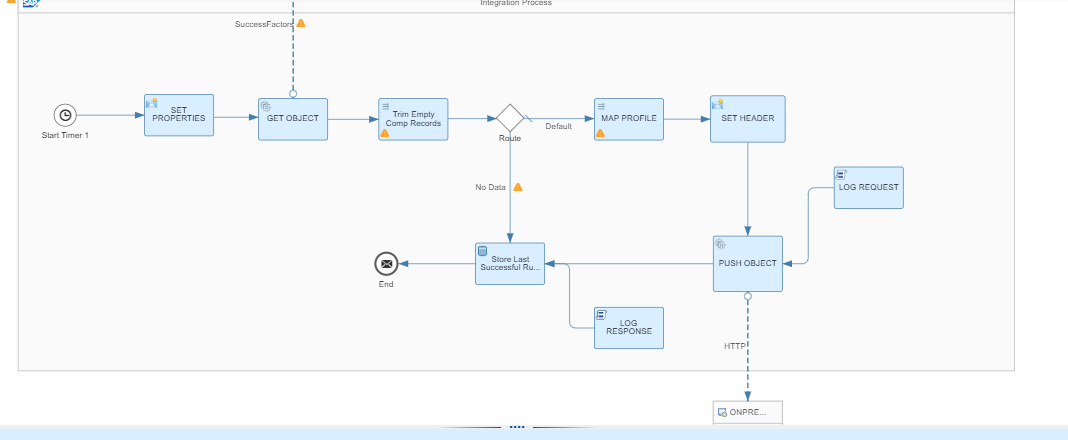 SAP
Integration Process
SuccessFactors
SET
PROPERTIES
GET OBJECT
Trim Empty
Comp Records
MAP PROFILE
SET HEADER
Start Timer 1
Default
Route
LOG REQUEST
No Data
Store Last
Successful Ru...
PUSH OBJECT
End
LOG
RESPONSE
HTTP
ONPRE...